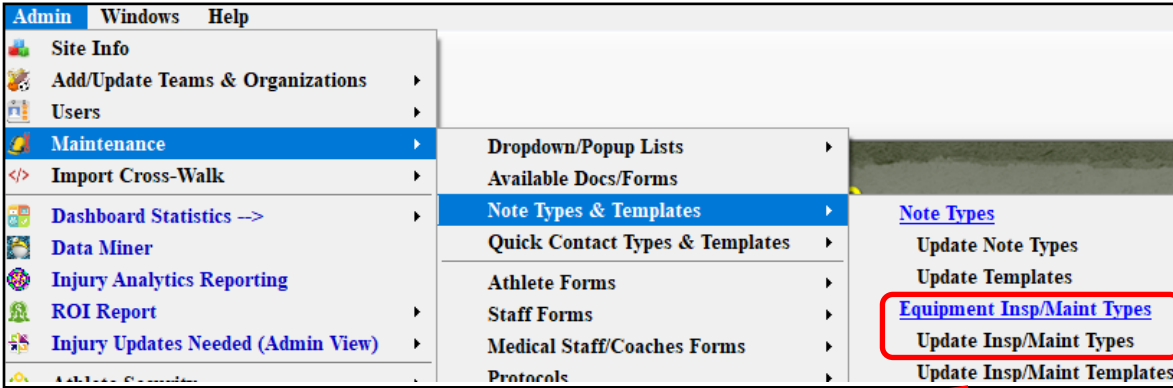 Admin Windows Help
Site Info
Add/Update Teams & Organizations
Users
Maintenance
Import Cross-Walk
Dashboard Statistics -->
Data Miner
Injury Analytics Reporting
ROI Report
Injury Updates Needed (Admin View)
Athlete Security
Dropdown/Popup Lists
Available Docs/Forms
Note Types & Templates
Quick Contact Types & Templates
Athlete Forms
Staff Forms
Medical Staff/Coaches Forms
Protocols
Note Types
Update Note Types
Update Templates
Equipment Insp/Maint Types
Update Insp/Maint Types
Update Insp/Maint Templates